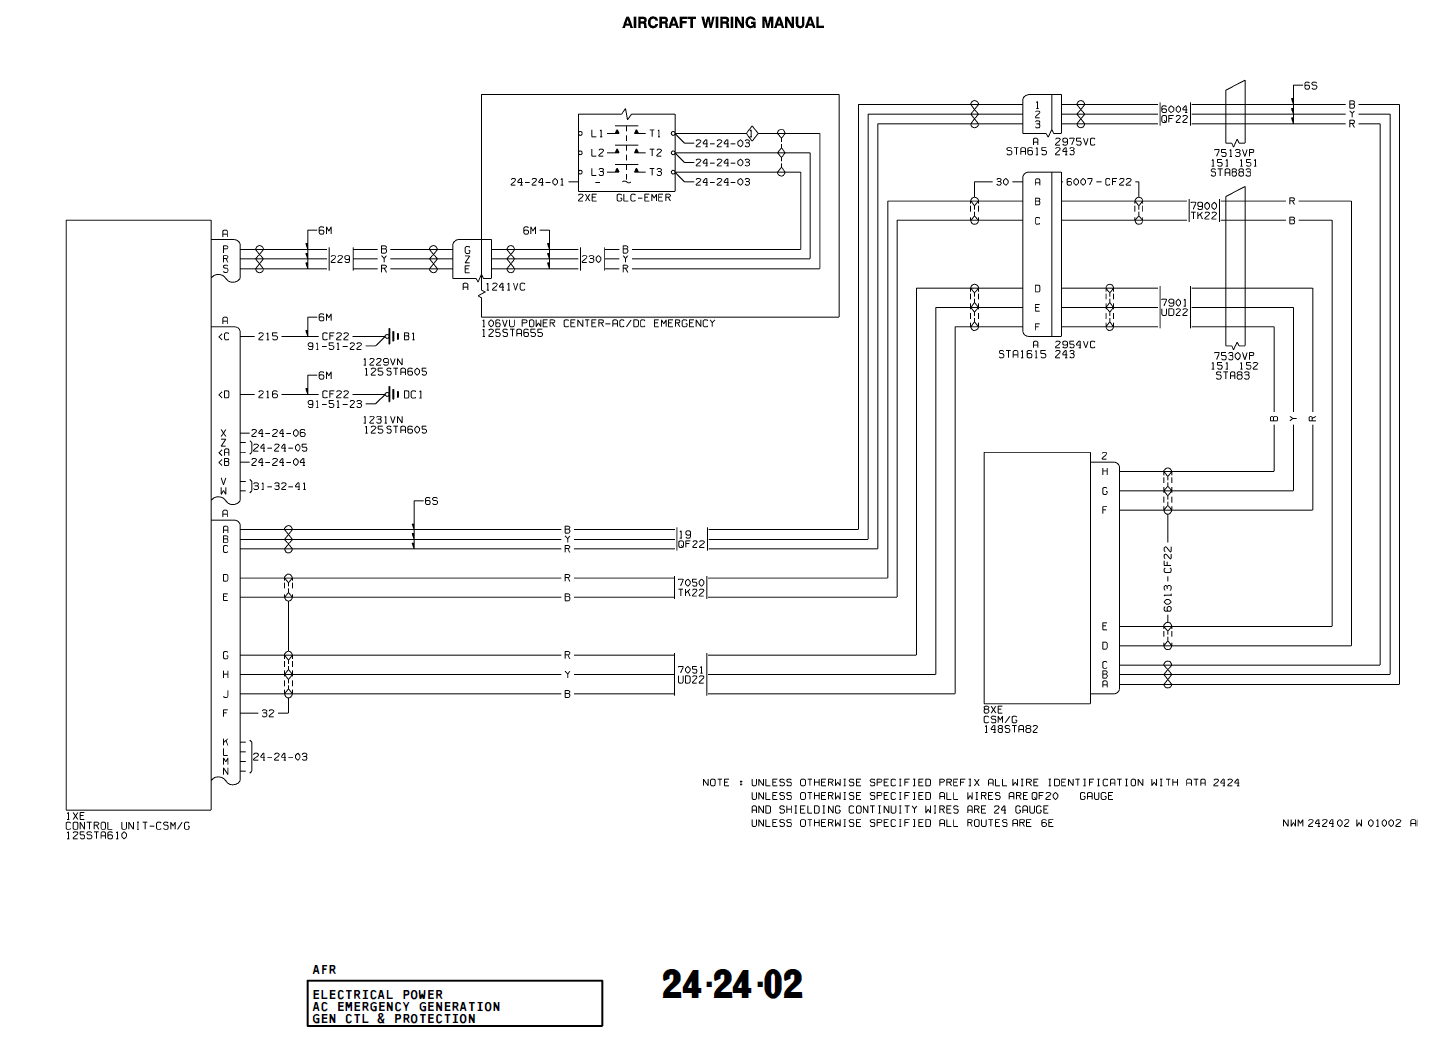 AIRCRAFT WIRING MANUAL
6S
1 6004 B
2 QF22 Y
3 R
A 2975VC
STA615 243
7513VP
151 151
STA883
L1 T1 1 24-24-03
L2 T2 24-24-03
L3 T3 24-24-03
24-24-01
2XE GLC-EMER
30 A 6007-CF22
B 7900 R
C TK22 B
D
E 7901
F UD22
A 2954VC
STA1615 243
7530VP
151 152
STA83
B Y R
A 6M 6M
P B G B
R 229 Y Z 230 Y
S R E R
A 1241VC
106VU POWER CENTER-AC/DC EMERGENCY
125STA655
A 6M
<C 215 CF22 B1
91-51-22
1229VN
125STA605
6M
<D 216 CF22 DC1
91-51-23
1231VN
125STA605
X 24-24-06
Z
<A 24-24-05
<B 24-24-04
V
W 31-32-41
6S
A
A B 19
B Y QF22
C R
D R 7050
E B TK22
G R
H Y 7051
J B UD22
F 32
K
L
M
N
24-24-03
1XE
CONTROL UNIT-CSM/G
125STA610
Z
H
G
F
6013-CF22
E
D
C
B
A
8XE
CSM/G
148STA82
NOTE : UNLESS OTHERWISE SPECIFIED PREFIX ALL WIRE IDENTIFICATION WITH ATA 2424
UNLESS OTHERWISE SPECIFIED ALL WIRES ARE QF20 GAUGE
AND SHIELDING CONTINUITY WIRES ARE 24 GAUGE
UNLESS OTHERWISE SPECIFIED ALL ROUTES ARE 6E
NWM 242402 W 01002
AFR
ELECTRICAL POWER
AC EMERGENCY GENERATION
GEN CTL & PROTECTION
24-24-02